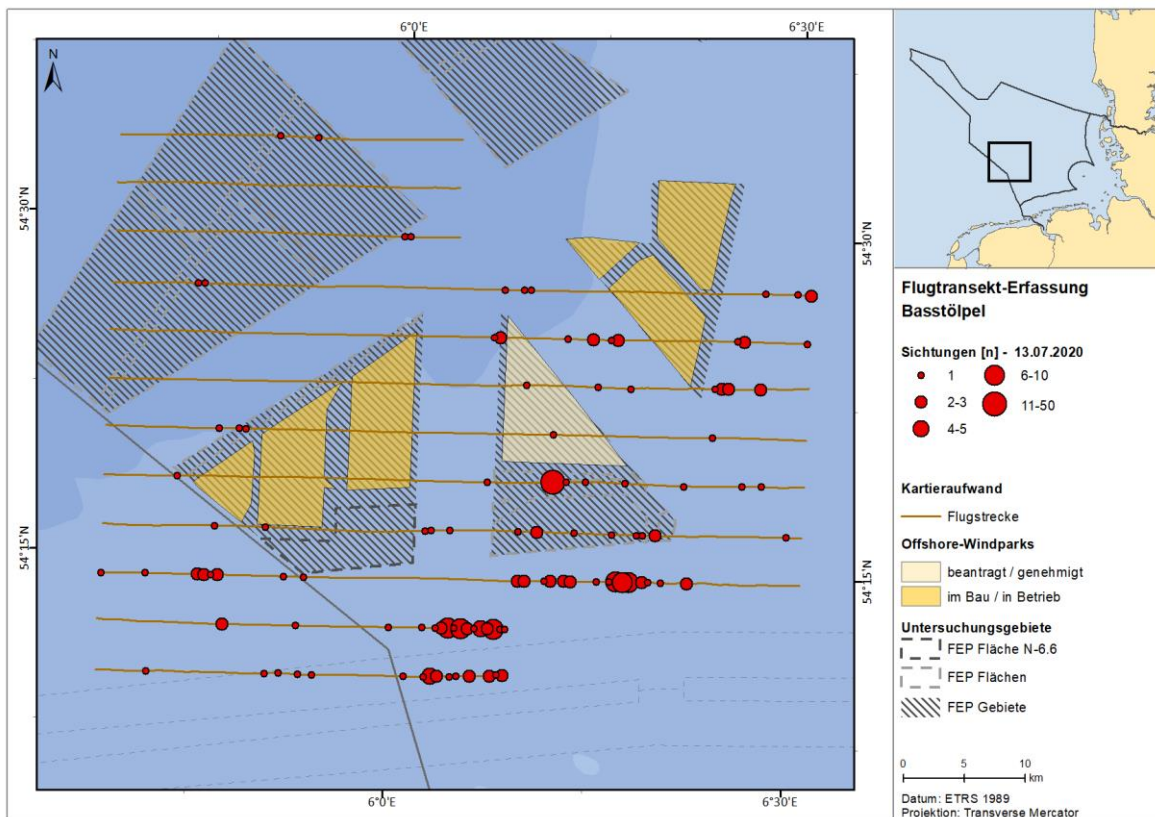 6°0'E
6°30'E
N
54°30'N
54°30'N
54°15'N
54°15'N
6°0'E
6°30'E
Flugtransekt-Erfassung
Basstölpel
Sichtungen [n] - 13.07.2020
1
6-10
2-3
11-50
4-5
Kartieraufwand
Flugstrecke
Offshore-Windparks
beantragt / genehmigt
im Bau / in Betrieb
Untersuchungsgebiete
FEP Fläche N-6.6
FEP Flächen
FEP Gebiete
0 5 10
km
Datum: ETRS 1989
Projektion: Transverse Mercator